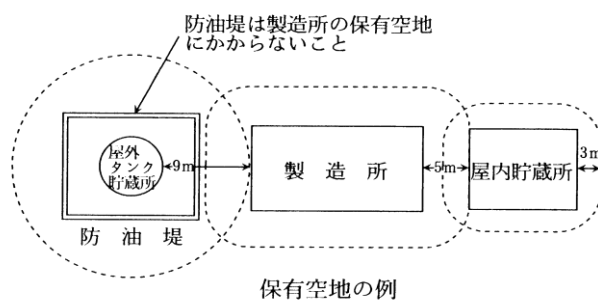 防油堤は製造所の保有空地
にかからないこと
屋外
タンク
貯蔵所
9m
製造所
5m
屋内貯蔵所
3m
防油堤
保有空地の例